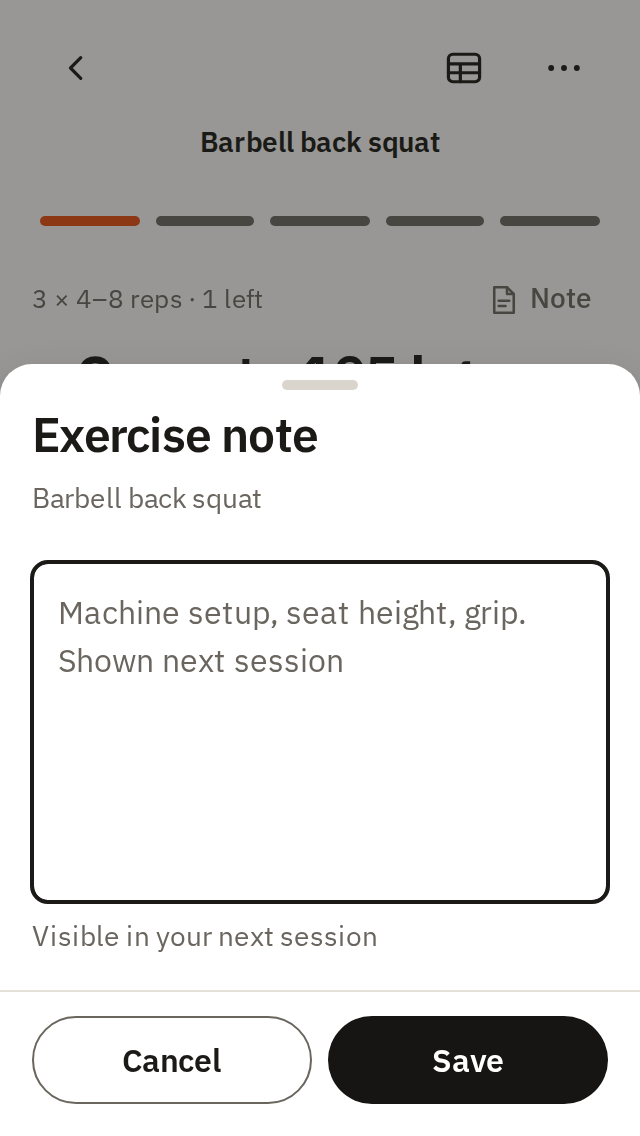 Barbell back squat
3 × 4–8 reps · 1 left
Note
Exercise note
Barbell back squat
Machine setup, seat height, grip.
Shown next session
Visible in your next session
Cancel
Save